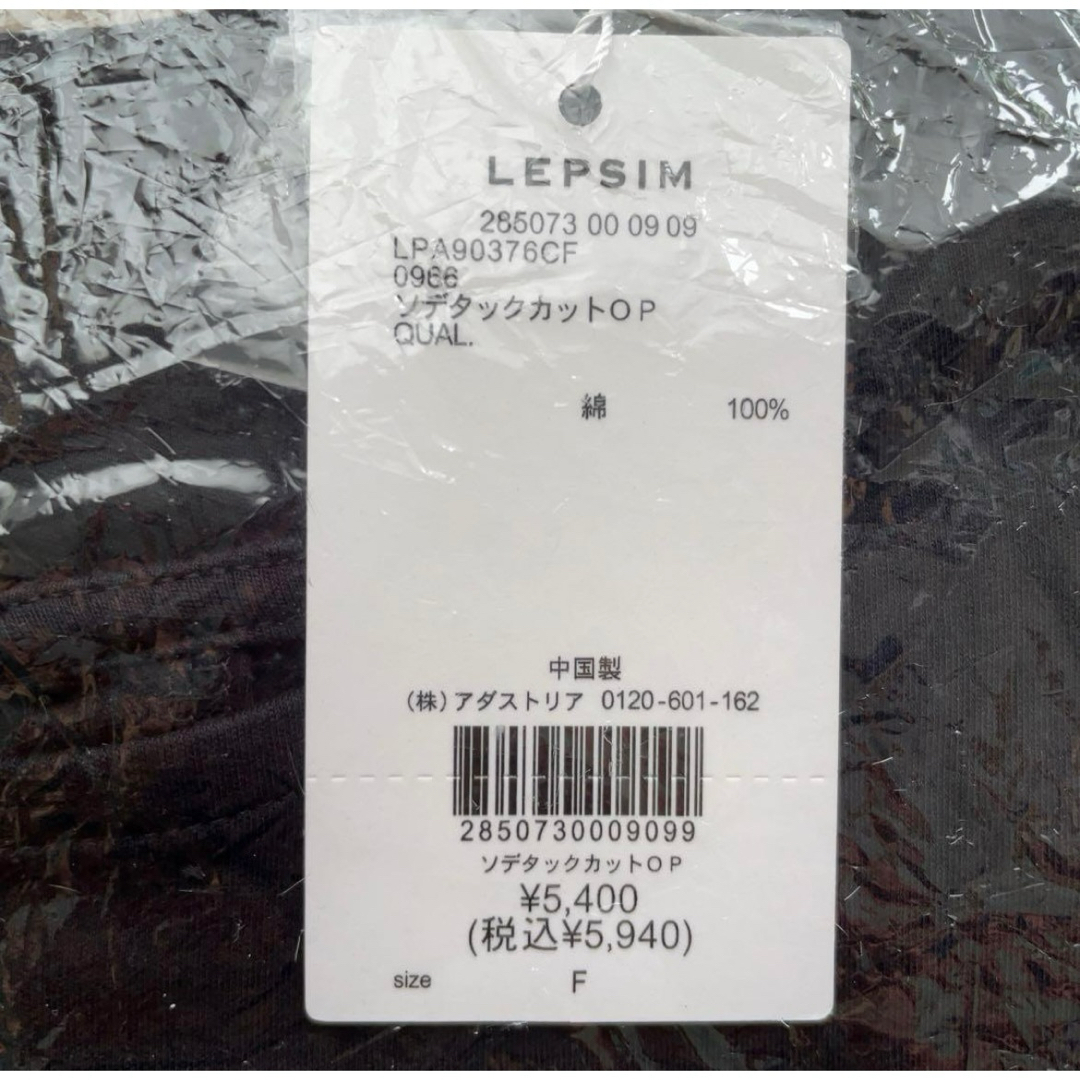 LEPSIM
285073 00 09 09
LPA90376CF
0966
ソデタックカットOP
QUAL.
綿 100%
中国製
(株)アダストリア 0120-601-162
2850730009099
ソデタックカットOP
¥5,400
(税込¥5,940)
size F